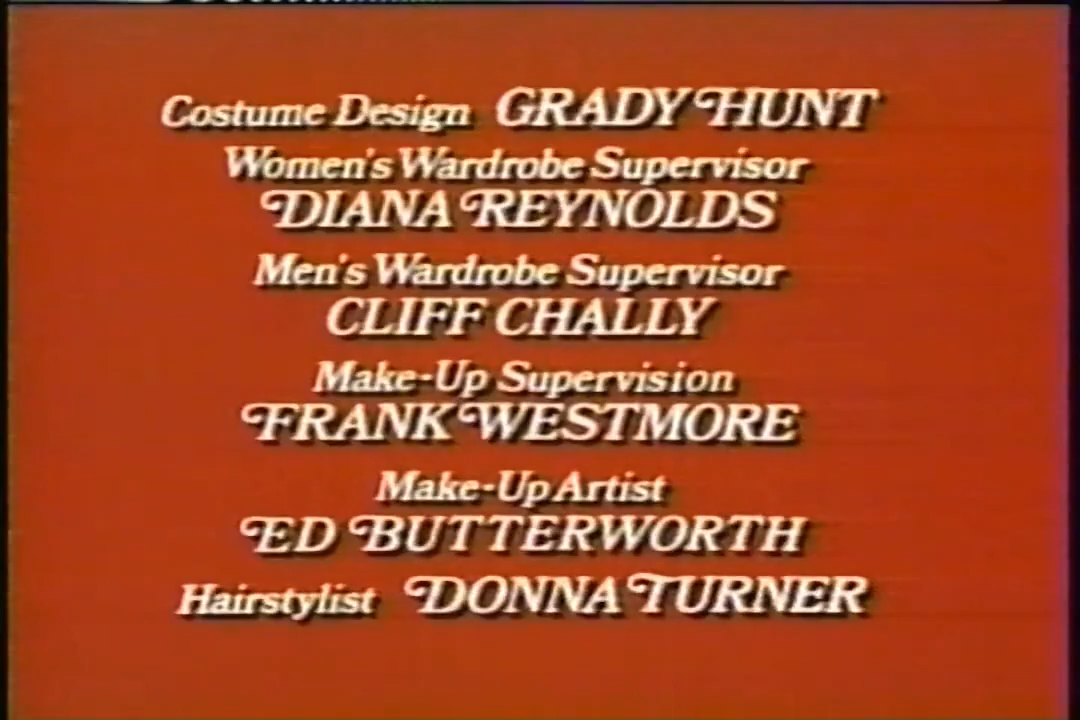 Costume Design GRADY HUNT
Women's Wardrobe Supervisor
DIANA REYNOLDS
Men's Wardrobe Supervisor
CLIFF CHALLY
Make-Up Supervision
FRANK WESTMORE
Make-Up Artist
ED BUTTERWORTH
Hairstylist DONNA TURNER